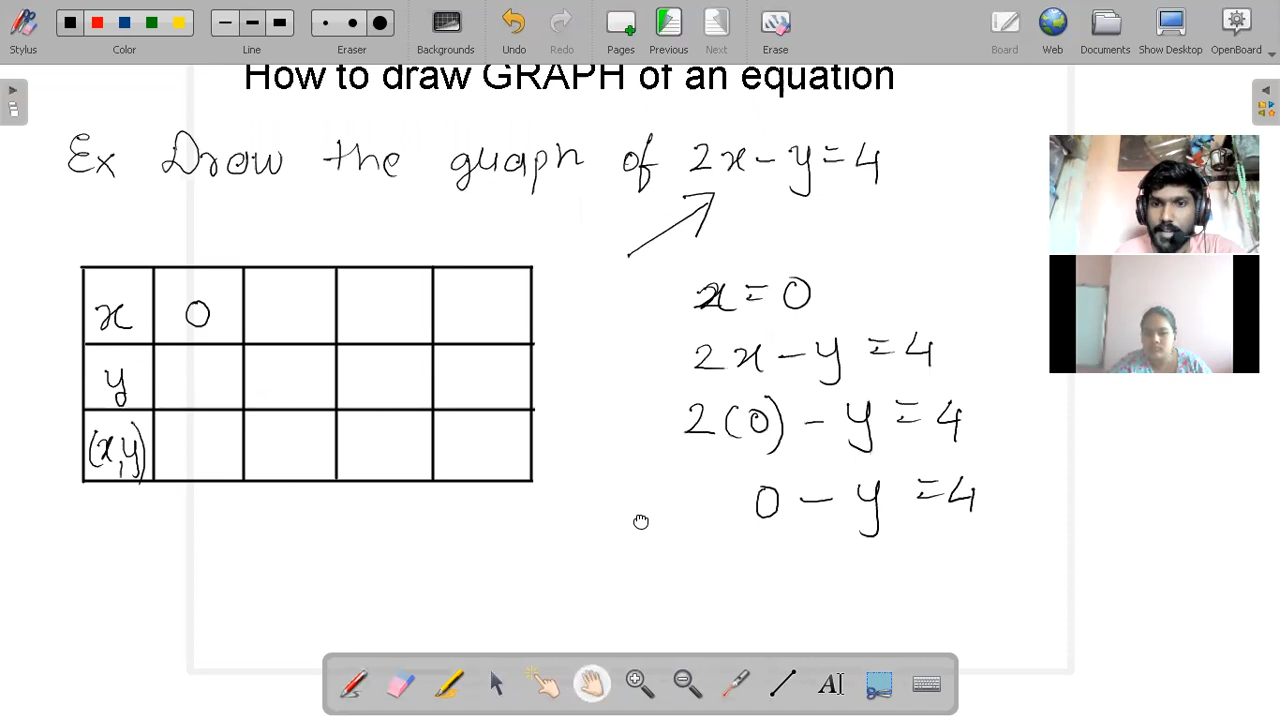 Stylus Color Line Eraser Backgrounds Undo Redo Pages Previous Next Erase Board Web Documents Show Desktop OpenBoard
How to draw GRAPH of an equation
Ex Draw the graph of 2x - y = 4
x 0
y
(x,y)
x = 0
2x - y = 4
2(0) - y = 4
0 - y = 4